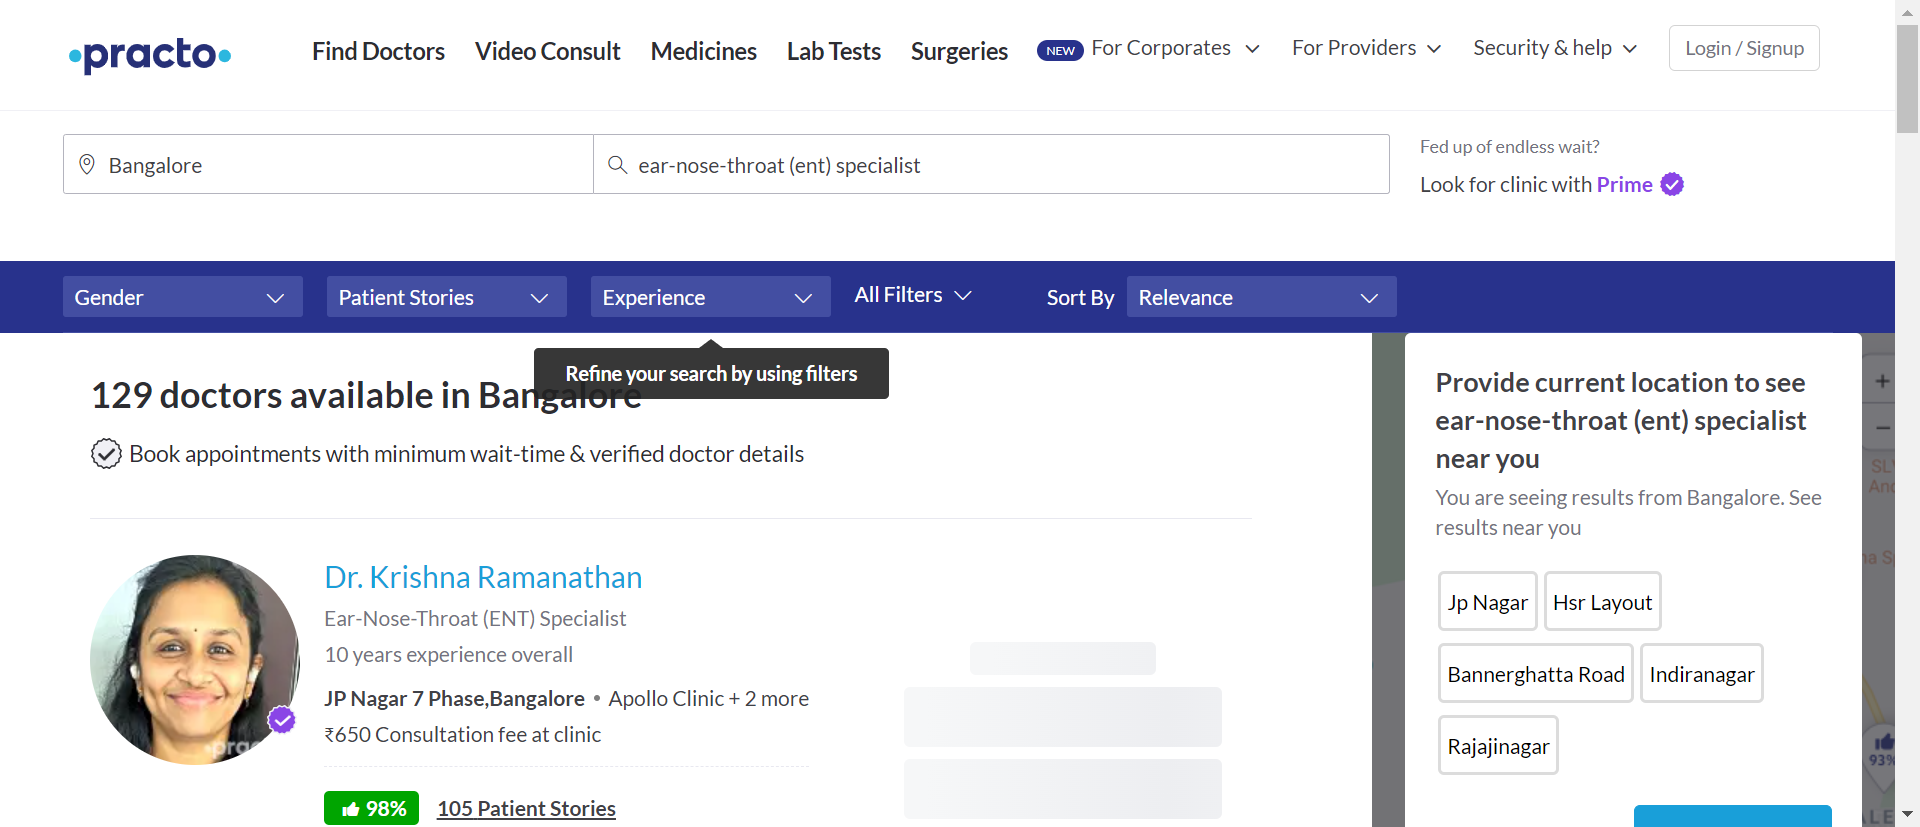 practo
Find Doctors
Video Consult
Medicines
Lab Tests
Surgeries
NEW For Corporates
For Providers
Security & help
Login / Signup
Bangalore
ear-nose-throat (ent) specialist
Fed up of endless wait?
Look for clinic with Prime
Gender
Patient Stories
Experience
All Filters
Sort By
Relevance
Refine your search by using filters
129 doctors available in Bangalore
Book appointments with minimum wait-time & verified doctor details
Dr. Krishna Ramanathan
Ear-Nose-Throat (ENT) Specialist
10 years experience overall
JP Nagar 7 Phase,Bangalore • Apollo Clinic + 2 more
₹650 Consultation fee at clinic
98%
105 Patient Stories
Provide current location to see
ear-nose-throat (ent) specialist
near you
You are seeing results from Bangalore. See
results near you
Jp Nagar
Hsr Layout
Bannerghatta Road
Indiranagar
Rajajinagar
+
−
93%